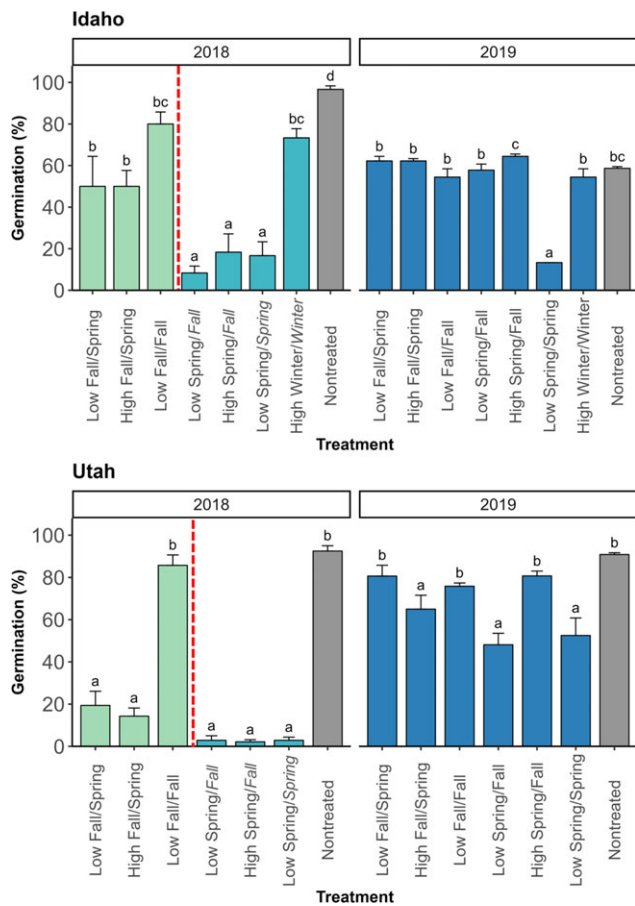 Idaho
2018 2019
Germination (%)
100
80
60
40
20
0
b b bc a a a bc d
b b b b c a b bc
Low Fall/Spring
High Fall/Spring
Low Fall/Fall
Low Spring/Fall
High Spring/Fall
Low Spring/Spring
High Winter/Winter
Nontreated
Low Fall/Spring
High Fall/Spring
Low Fall/Fall
Low Spring/Fall
High Spring/Fall
Low Spring/Spring
High Winter/Winter
Nontreated
Treatment
Utah
2018 2019
Germination (%)
100
80
60
40
20
0
a a b a a a b
b a b a b a b
Low Fall/Spring
High Fall/Spring
Low Fall/Fall
Low Spring/Fall
High Spring/Fall
Low Spring/Spring
Nontreated
Low Fall/Spring
High Fall/Spring
Low Fall/Fall
Low Spring/Fall
High Spring/Fall
Low Spring/Spring
Nontreated
Treatment